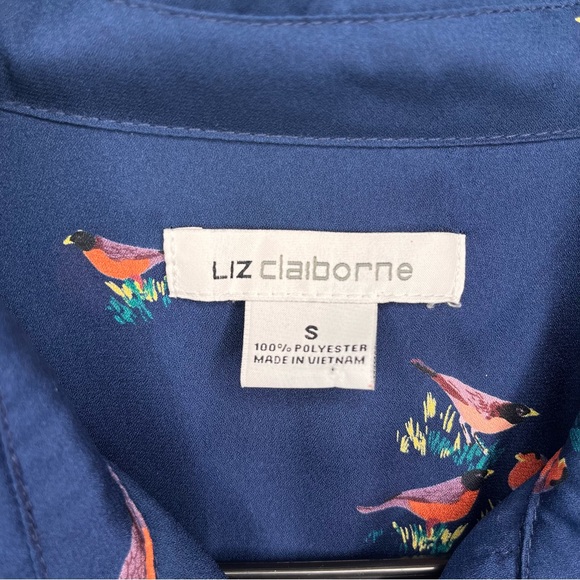 LIZ claiborne
S
100% POLYESTER
MADE IN VIETNAM